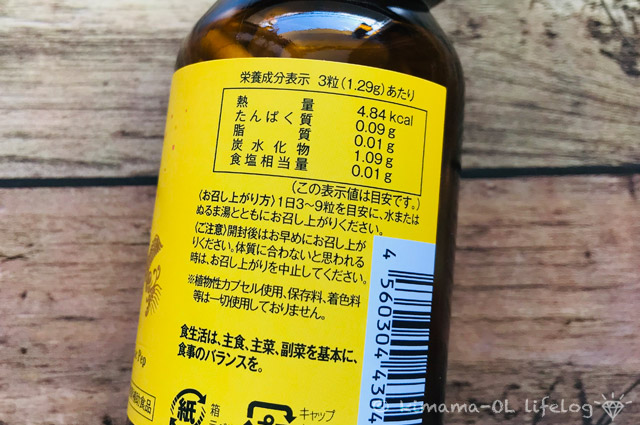 栄養成分表示 3粒(1.29g)あたり
熱量 4.84kcal
たんぱく質 0.09g
脂質 0.01g
炭水化物 1.09g
食塩相当量 0.01g
(この表示値は目安です。)
〈お召し上がり方〉1日3〜9粒を目安に、水または
ぬるま湯とともにお召し上がりください。
〈ご注意〉開封後はお早めにお召し上が
りください。体質に合わないと思われる
時は、お召し上がりを中止してください。
※植物性カプセル使用、保存料、着色料
等は一切使用しておりません。
食生活は、主食、主菜、副菜を基本に、
食事のバランスを。
4 560304 4304
紙 箱
キャップ
助食品
kimama-OL lifelog